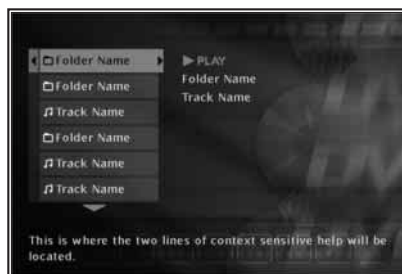 Folder Name
Folder Name
Track Name
Folder Name
Track Name
Track Name
PLAY
Folder Name
Track Name
This is where the two lines of context sensitive help will be
located.